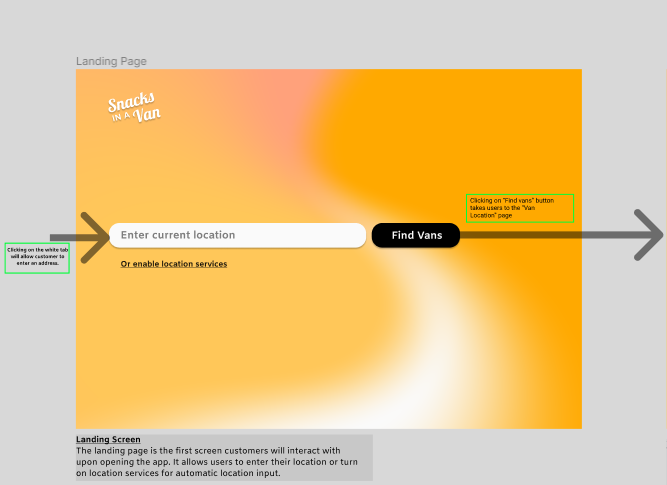 Landing Page
Snacks
IN A Van
Clicking on "Find vans" button
takes users to the "Van
Location" page
Enter current location
Find Vans
Clicking on the white tab
will allow customer to
enter an address.
Or enable location services
Landing Screen
The landing page is the first screen customers will interact with
upon opening the app. It allows users to enter their location or turn
on location services for automatic location input.